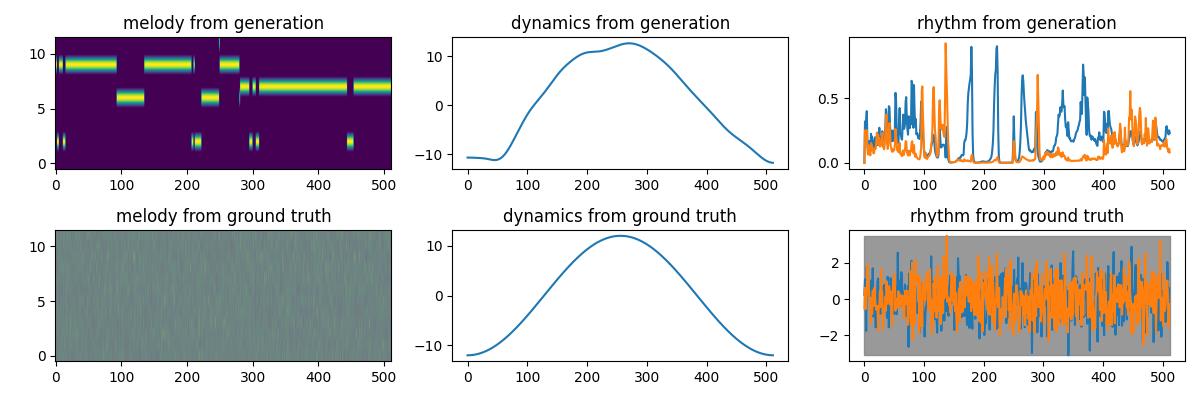 melody from generation
10
5
0
0 100 200 300 400 500
dynamics from generation
10
0
−10
0 100 200 300 400 500
rhythm from generation
0.5
0.0
0 100 200 300 400 500
melody from ground truth
10
5
0
0 100 200 300 400 500
dynamics from ground truth
10
0
−10
0 100 200 300 400 500
rhythm from ground truth
2
0
−2
0 100 200 300 400 500